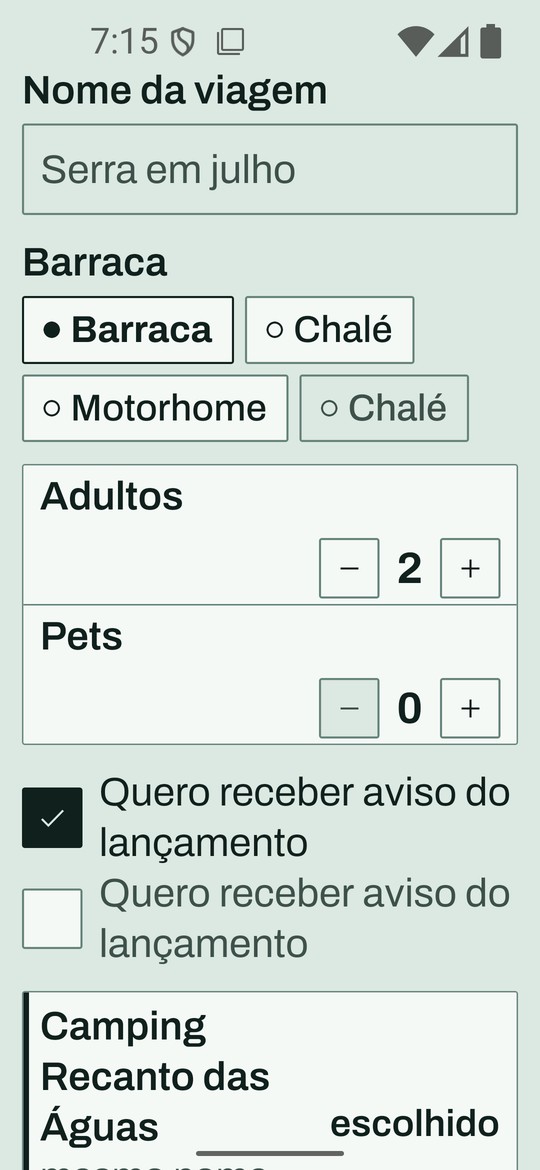 7:15
Nome da viagem
Serra em julho
Barraca
Barraca Chalé
Motorhome Chalé
Adultos
− 2 +
Pets
− 0 +
Quero receber aviso do
lançamento
Quero receber aviso do
lançamento
Camping
Recanto das
Águas escolhido